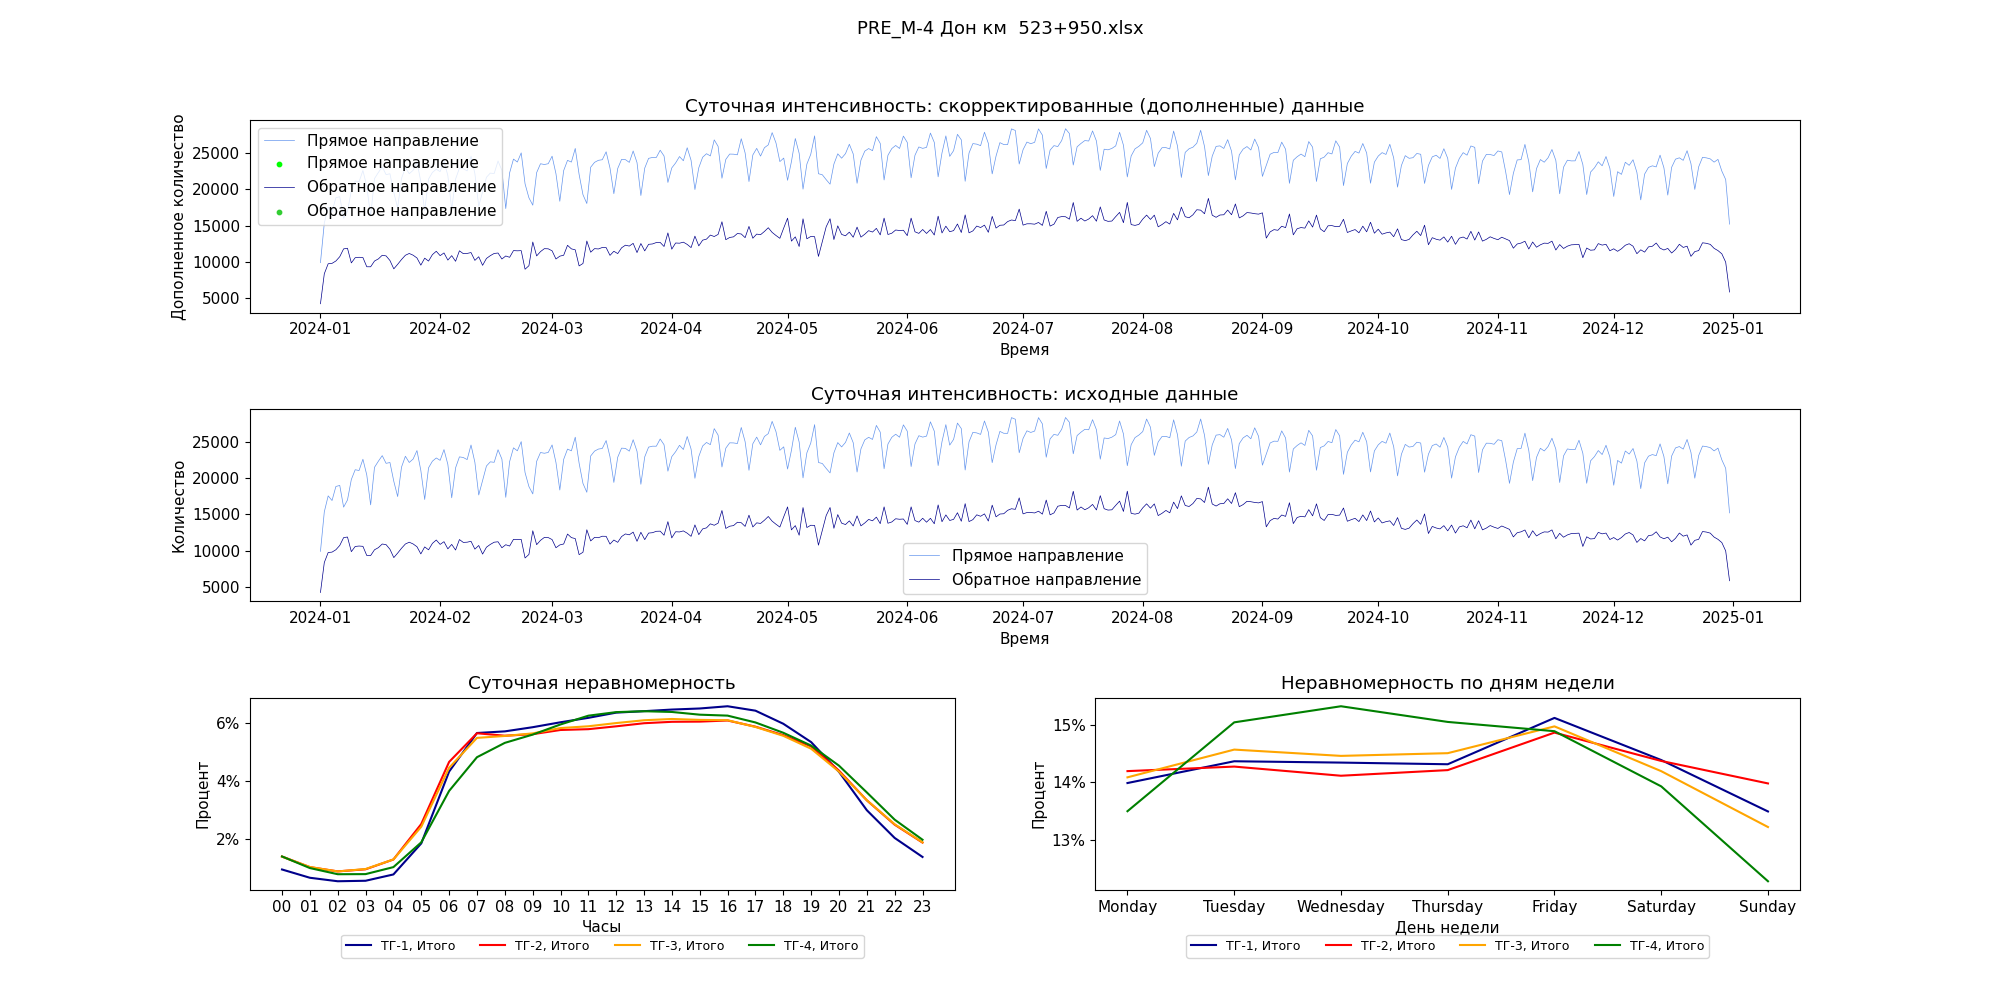 PRE_M-4 Дон км  523+950.xlsx
Суточная интенсивность: скорректированные (дополненные) данные
Дополненное количество
25000
20000
15000
10000
5000
Прямое направление
Прямое направление
Обратное направление
Обратное направление
2024-01 2024-02 2024-03 2024-04 2024-05 2024-06 2024-07 2024-08 2024-09 2024-10 2024-11 2024-12 2025-01
Время
Суточная интенсивность: исходные данные
Количество
25000
20000
15000
10000
5000
Прямое направление
Обратное направление
2024-01 2024-02 2024-03 2024-04 2024-05 2024-06 2024-07 2024-08 2024-09 2024-10 2024-11 2024-12 2025-01
Время
Суточная неравномерность
Процент
6%
4%
2%
00 01 02 03 04 05 06 07 08 09 10 11 12 13 14 15 16 17 18 19 20 21 22 23
Часы
ТГ-1, Итого ТГ-2, Итого ТГ-3, Итого ТГ-4, Итого
Неравномерность по дням недели
Процент
15%
14%
13%
Monday Tuesday Wednesday Thursday Friday Saturday Sunday
День недели
ТГ-1, Итого ТГ-2, Итого ТГ-3, Итого ТГ-4, Итого